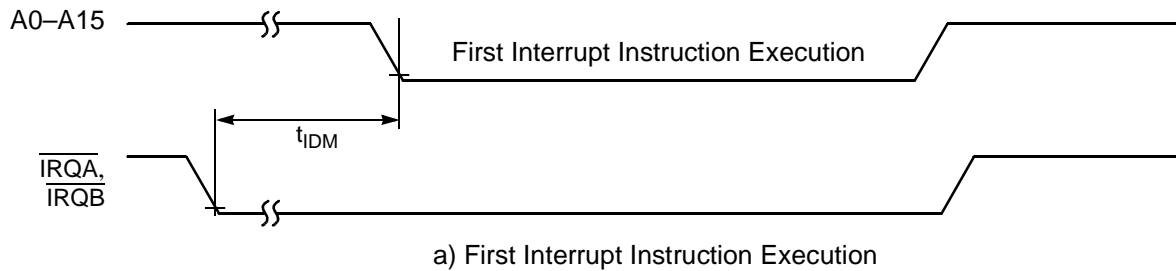 A0–A15
First Interrupt Instruction Execution
tIDM
IRQA,
IRQB
a) First Interrupt Instruction Execution